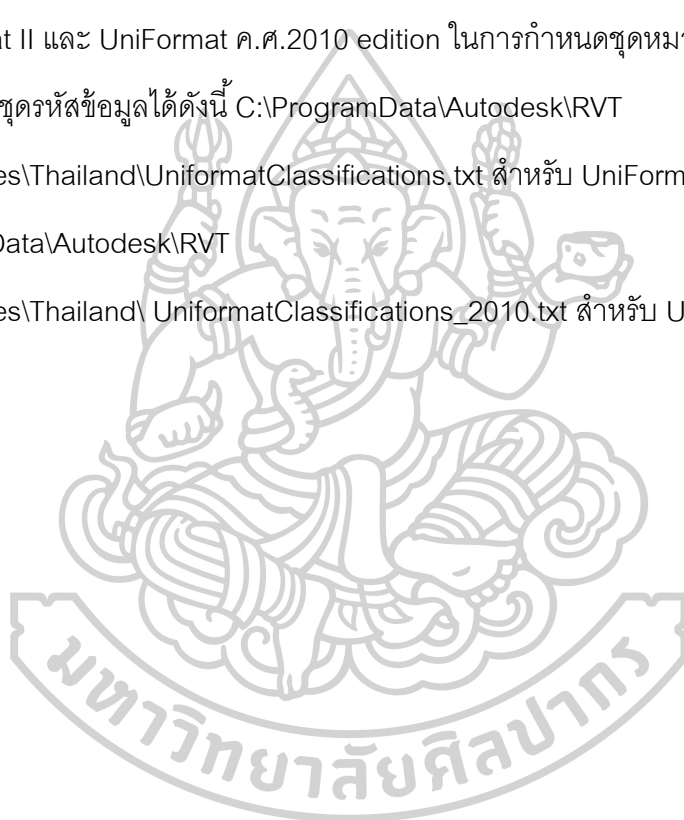 at II และ UniFormat ค.ศ.2010 edition ในการกำหนดชุดหมา
ชุดรหัสข้อมูลได้ดังนี้ C:\ProgramData\Autodesk\RVT
es\Thailand\UniformatClassifications.txt สำหรับ UniForm
Data\Autodesk\RVT
es\Thailand\ UniformatClassifications_2010.txt สำหรับ U
มหาวิทยาลัยศิลปากร